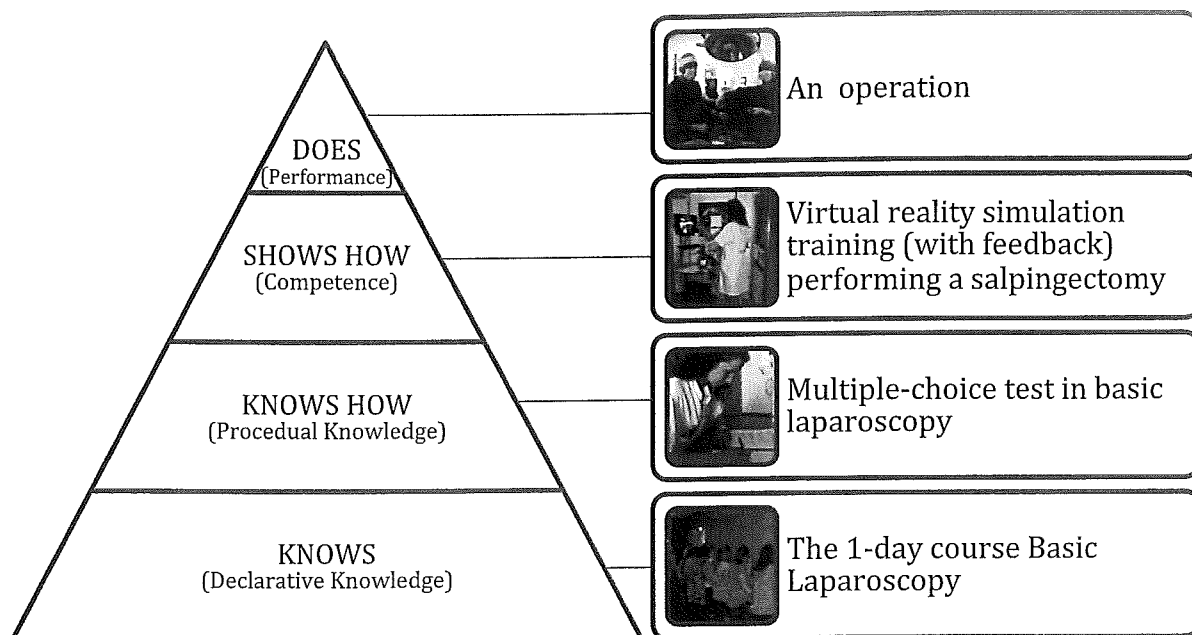 DOES
(Performance)
SHOWS HOW
(Competence)
KNOWS HOW
(Procedual Knowledge)
KNOWS
(Declarative Knowledge)
An operation
Virtual reality simulation
training (with feedback)
performing a salpingectomy
Multiple-choice test in basic
laparoscopy
The 1-day course Basic
Laparoscopy